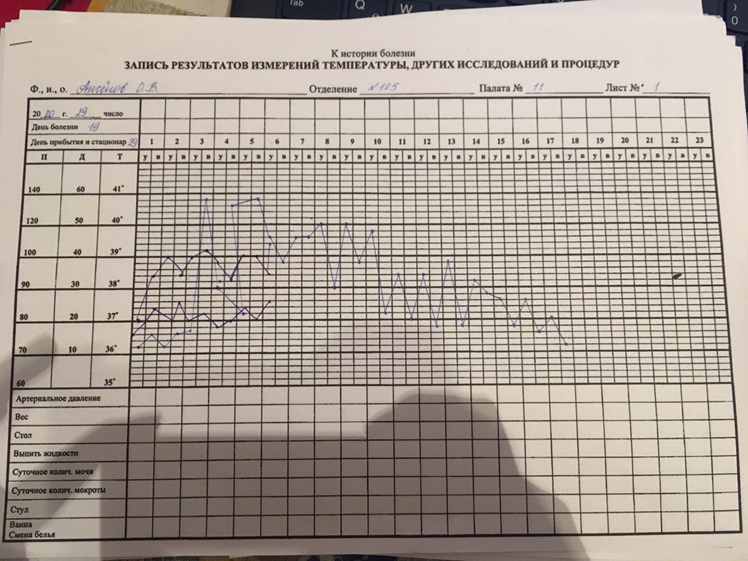 Tab
Q
К истории болезни
ЗАПИСЬ РЕЗУЛЬТАТОВ ИЗМЕРЕНИЙ ТЕМПЕРАТУРЫ, ДРУГИХ ИССЛЕДОВАНИЙ И ПРОЦЕДУР
Ф., и., о. О.В. Отделение №105 Палата № 11 Лист № 1
20 20 г. 29 число
День болезни 19
День прибытия в стационар 29 1 2 3 4 5 6 7 8 9 10 11 12 13 14 15 16 17 18 19 20 21 22 23
П Д Т у в у в у в у в у в у в у в у в у в у в у в у в у в у в у в у в у в у в у в у в у в у в у в
140 60 41°
120 50 40°
100 40 39°
90 30 38°
80 20 37°
70 10 36°
60 35°
Артериальное давление
Вес
Стол
Выпить жидкости
Суточное колич. мочи
Суточное колич. мокроты
Стул
Ванна
Смена белья